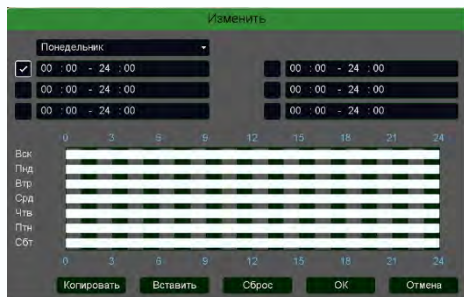 Изменить
Понедельник
00 : 00 - 24 : 00 00 : 00 - 24 : 00
00 : 00 - 24 : 00 00 : 00 - 24 : 00
00 : 00 - 24 : 00 00 : 00 - 24 : 00
0 3 6 9 12 15 18 21 24
Вск
Пнд
Втр
Срд
Чтв
Птн
Сбт
0 3 6 9 12 15 18 21 24
Копировать Вставить Сброс ОК Отмена